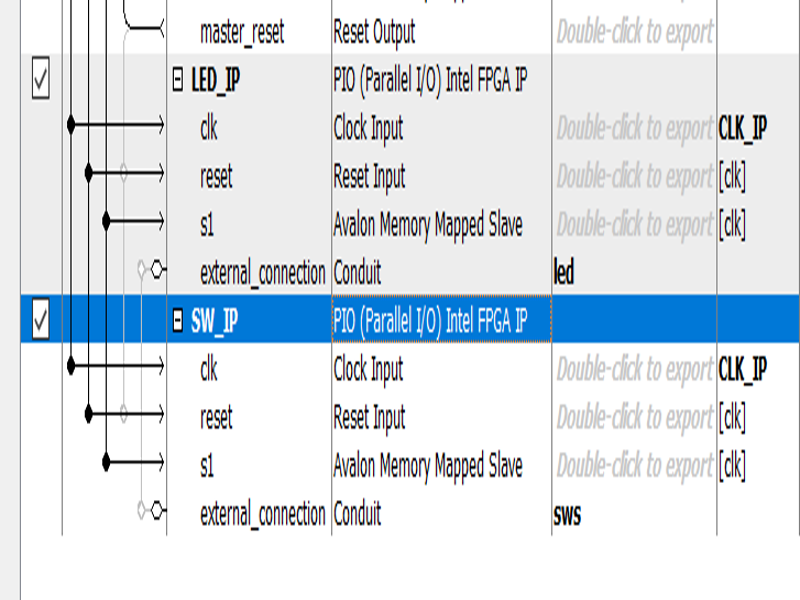 master_reset Reset Output Double-click to export
LED_IP PIO (Parallel I/O) Intel FPGA IP
clk Clock Input Double-click to export CLK_IP
reset Reset Input Double-click to export [clk]
s1 Avalon Memory Mapped Slave Double-click to export [clk]
external_connection Conduit led
SW_IP PIO (Parallel I/O) Intel FPGA IP
clk Clock Input Double-click to export CLK_IP
reset Reset Input Double-click to export [clk]
s1 Avalon Memory Mapped Slave Double-click to export [clk]
external_connection Conduit sws